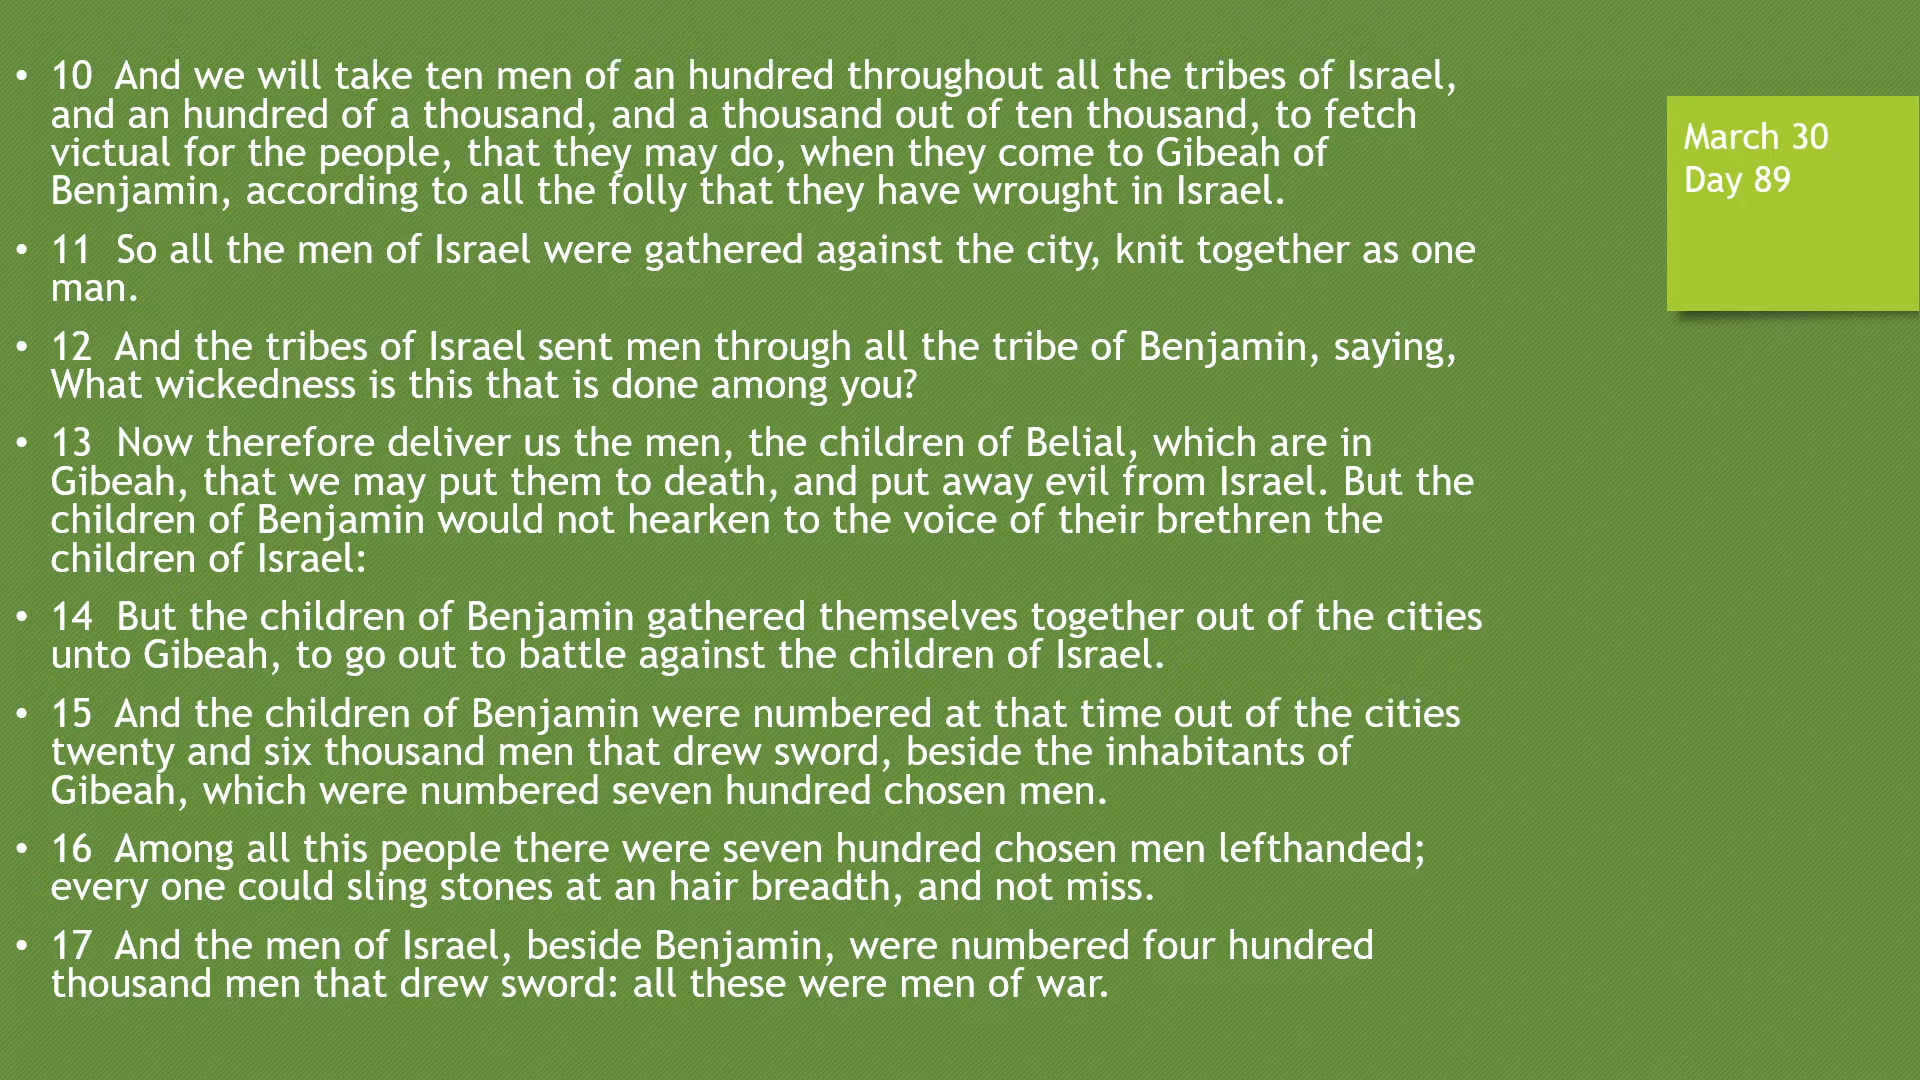 • 10  And we will take ten men of an hundred throughout all the tribes of Israel,
and an hundred of a thousand, and a thousand out of ten thousand, to fetch
victual for the people, that they may do, when they come to Gibeah of
Benjamin, according to all the folly that they have wrought in Israel.
• 11  So all the men of Israel were gathered against the city, knit together as one
man.
• 12  And the tribes of Israel sent men through all the tribe of Benjamin, saying,
What wickedness is this that is done among you?
• 13  Now therefore deliver us the men, the children of Belial, which are in
Gibeah, that we may put them to death, and put away evil from Israel. But the
children of Benjamin would not hearken to the voice of their brethren the
children of Israel:
• 14  But the children of Benjamin gathered themselves together out of the cities
unto Gibeah, to go out to battle against the children of Israel.
• 15  And the children of Benjamin were numbered at that time out of the cities
twenty and six thousand men that drew sword, beside the inhabitants of
Gibeah, which were numbered seven hundred chosen men.
• 16  Among all this people there were seven hundred chosen men lefthanded;
every one could sling stones at an hair breadth, and not miss.
• 17  And the men of Israel, beside Benjamin, were numbered four hundred
thousand men that drew sword: all these were men of war.
March 30
Day 89